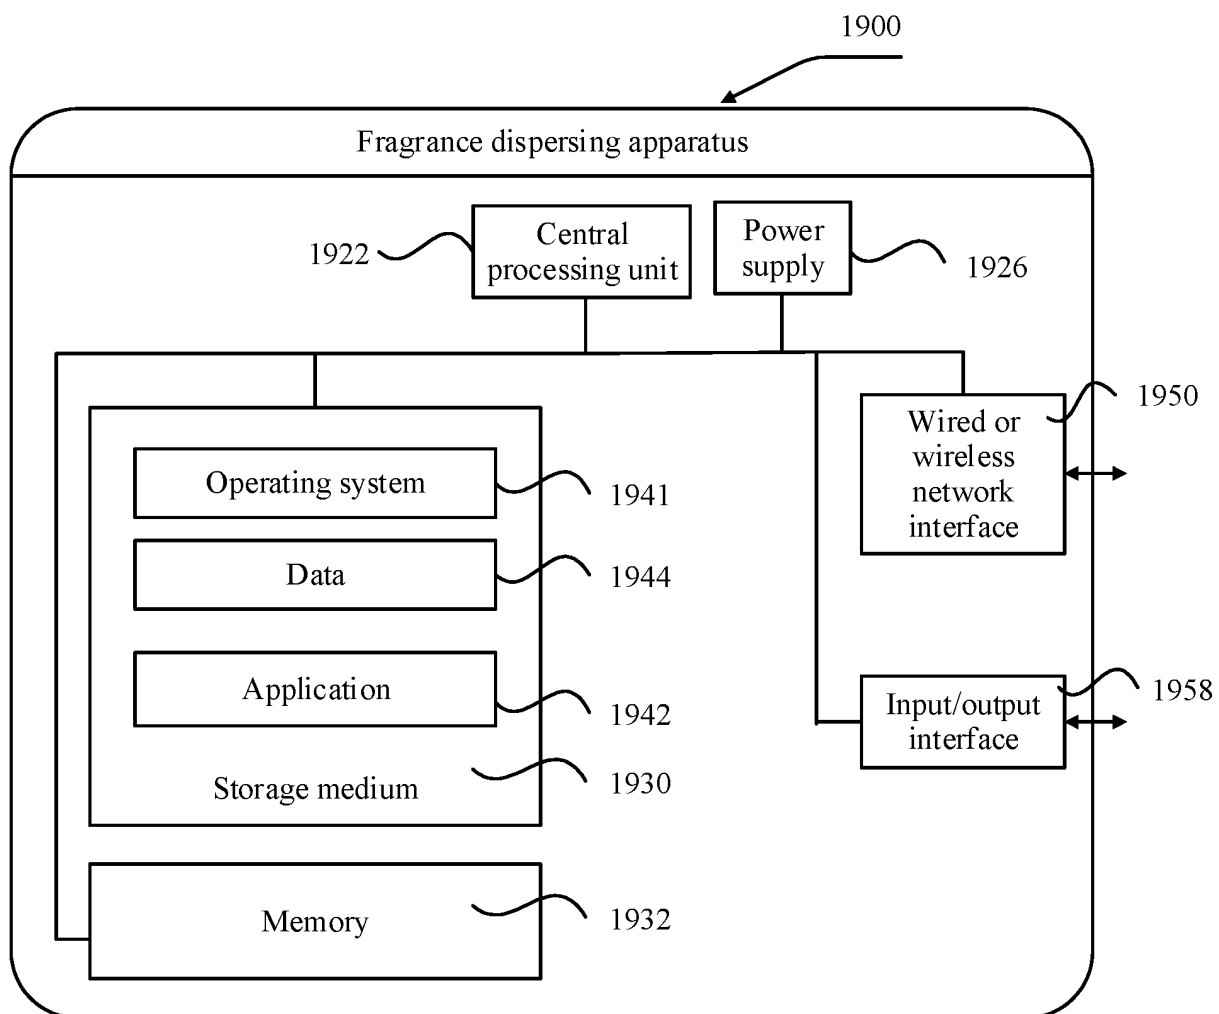 1900
Fragrance dispersing apparatus
1922
Central
processing unit
Power
supply
1926
1950
Wired or
wireless
network
interface
Operating system
1941
Data
1944
Application
1942
Storage medium
1930
1958
Input/output
interface
Memory
1932